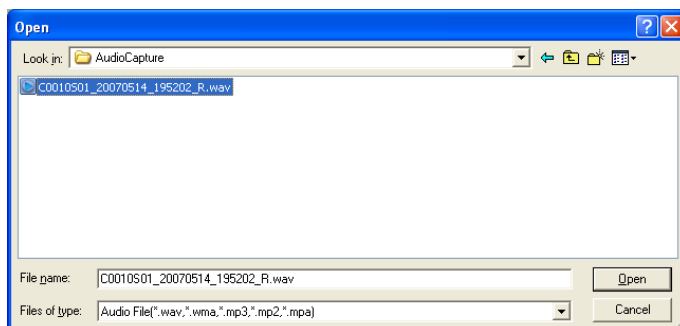 Open
Look in: AudioCapture
C0010S01_20070514_195202_R.wav
File name: C0010S01_20070514_195202_R.wav Open
Files of type: Audio File(*.wav,*.wma,*.mp3,*.mp2,*.mpa) Cancel